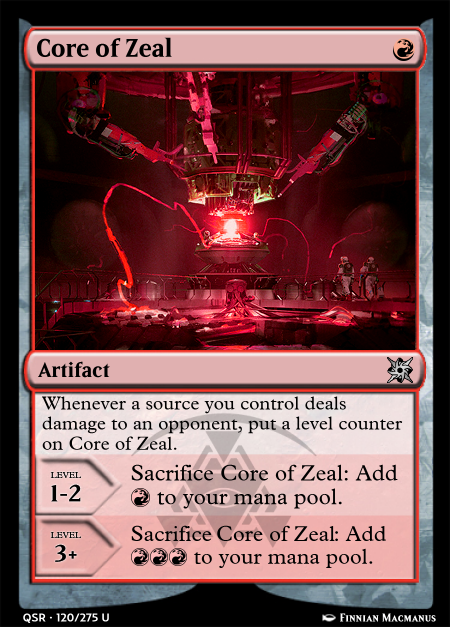 Core of Zeal
Artifact
Whenever a source you control deals
damage to an opponent, put a level counter
on Core of Zeal.
LEVEL
1-2
Sacrifice Core of Zeal: Add
to your mana pool.
LEVEL
3+
Sacrifice Core of Zeal: Add
to your mana pool.
QSR · 120/275 U
Finnian Macmanus